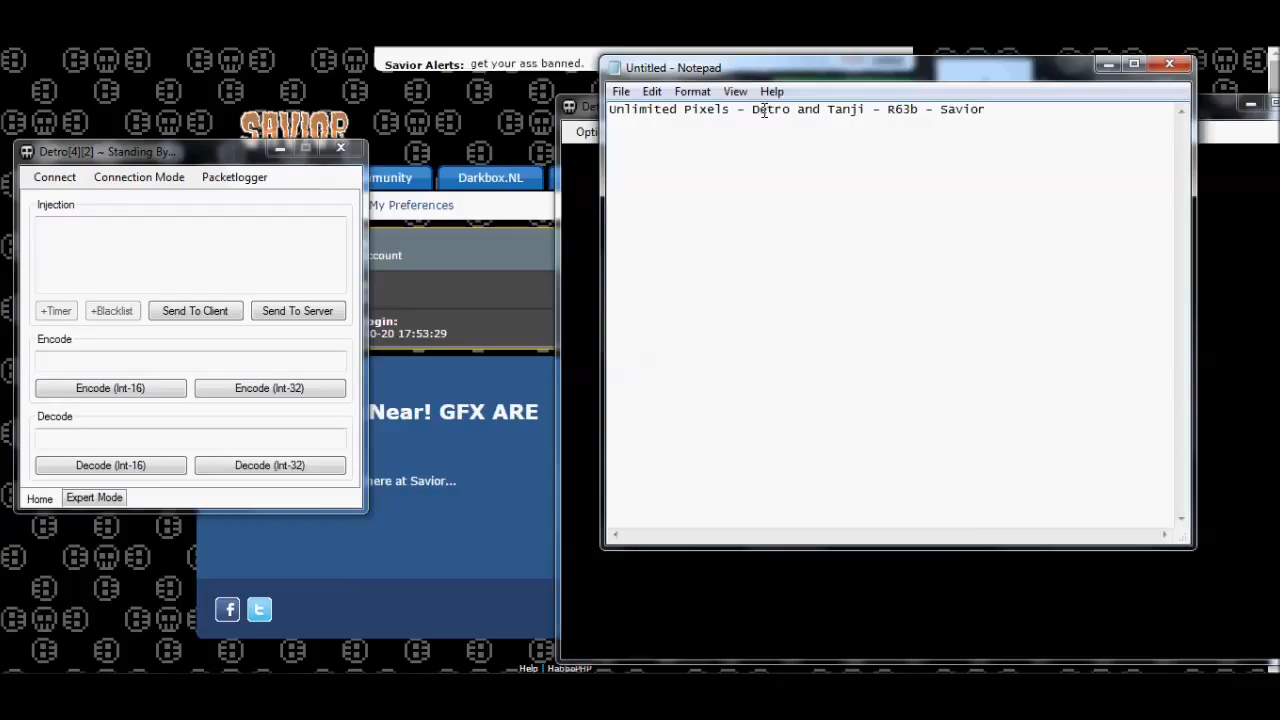 Savior Alerts: get your ass banned.
SAVIOR
Untitled - Notepad
File Edit Format View Help
Unlimited Pixels - Detro and Tanji - R63b - Savior
Opti
Detro[4][2] ~ Standing By...
Connect Connection Mode Packetlogger
Injection
+Timer +Blacklist Send To Client Send To Server
Encode
Encode (Int-16) Encode (Int-32)
Decode
Decode (Int-16) Decode (Int-32)
Home Expert Mode
munity Darkbox.NL
My Preferences
ccount
ogin:
0-20 17:53:29
Near! GFX ARE
here at Savior...
Help | HabboPHP